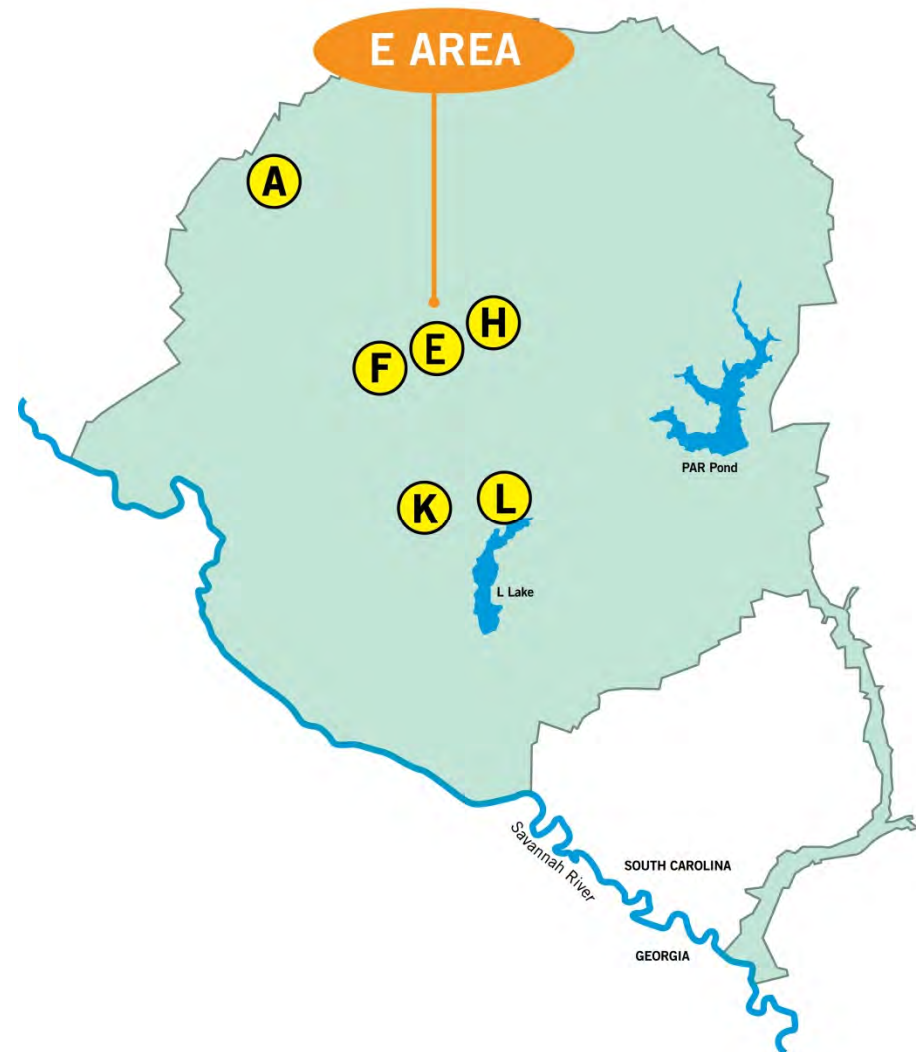 E AREA
A
H
E
F
PAR Pond
L
K
L Lake
Savannah River
SOUTH CAROLINA
GEORGIA